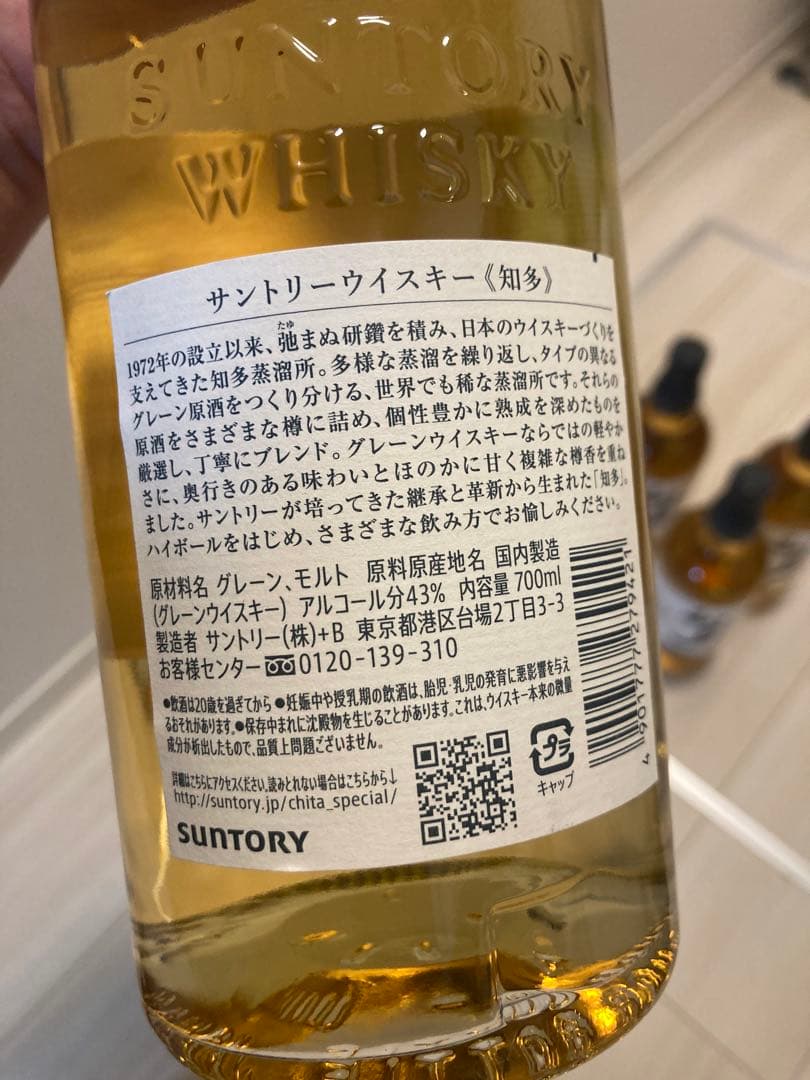 SUNTORY
WHISKY
サントリーウイスキー《知多》
1972年の設立以来、弛まぬ研鑽を積み、日本のウイスキーづくりを
たゆ
支えてきた知多蒸溜所。多様な蒸溜を繰り返し、タイプの異なる
グレーン原酒をつくり分ける、世界でも稀な蒸溜所です。それらの
原酒をさまざまな樽に詰め、個性豊かに熟成を深めたものを
厳選し、丁寧にブレンド。グレーンウイスキーならではの軽やか
さに、奥行きのある味わいとほのかに甘く複雑な樽香を重ね
ました。サントリーが培ってきた継承と革新から生まれた「知多」。
ハイボールをはじめ、さまざまな飲み方でお愉しみください。
原材料名 グレーン、モルト 原料原産地名 国内製造
(グレーンウイスキー) アルコール分43% 内容量 700ml
製造者 サントリー(株)+B 東京都港区台場2丁目3-3
お客様センター 0120-139-310
●飲酒は20歳を過ぎてから ●妊娠中や授乳期の飲酒は、胎児・乳児の発育に悪影響を与え
るおそれがあります。●保存中まれに沈殿物を生じることがあります。これは、ウイスキー本来の微量
成分が析出したもので、品質上問題ございません。
詳細はこちらにアクセスください。読みとれない場合はこちらから↓
http://suntory.jp/chita_special/
SUNTORY
プラ
キャップ
4 901777 279421